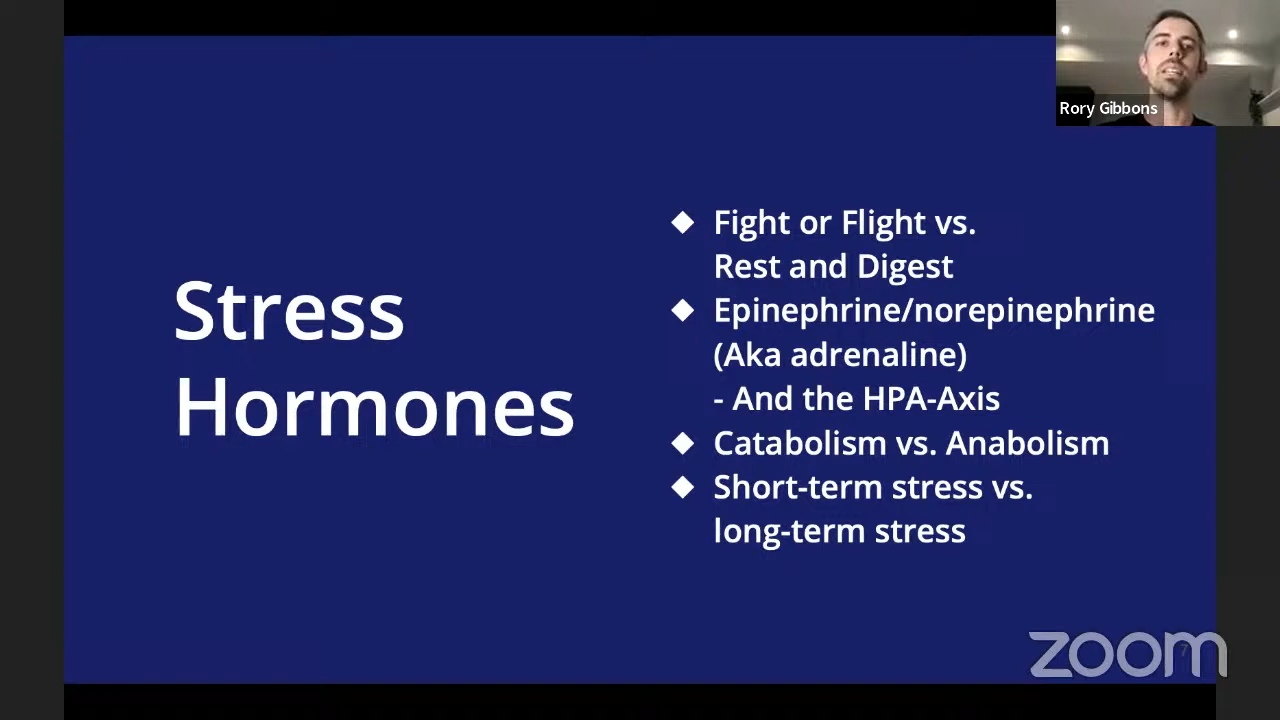 Rory Gibbons
Stress
Hormones
◆ Fight or Flight vs.
Rest and Digest
◆ Epinephrine/norepinephrine
(Aka adrenaline)
- And the HPA-Axis
◆ Catabolism vs. Anabolism
◆ Short-term stress vs.
long-term stress
zoom
7